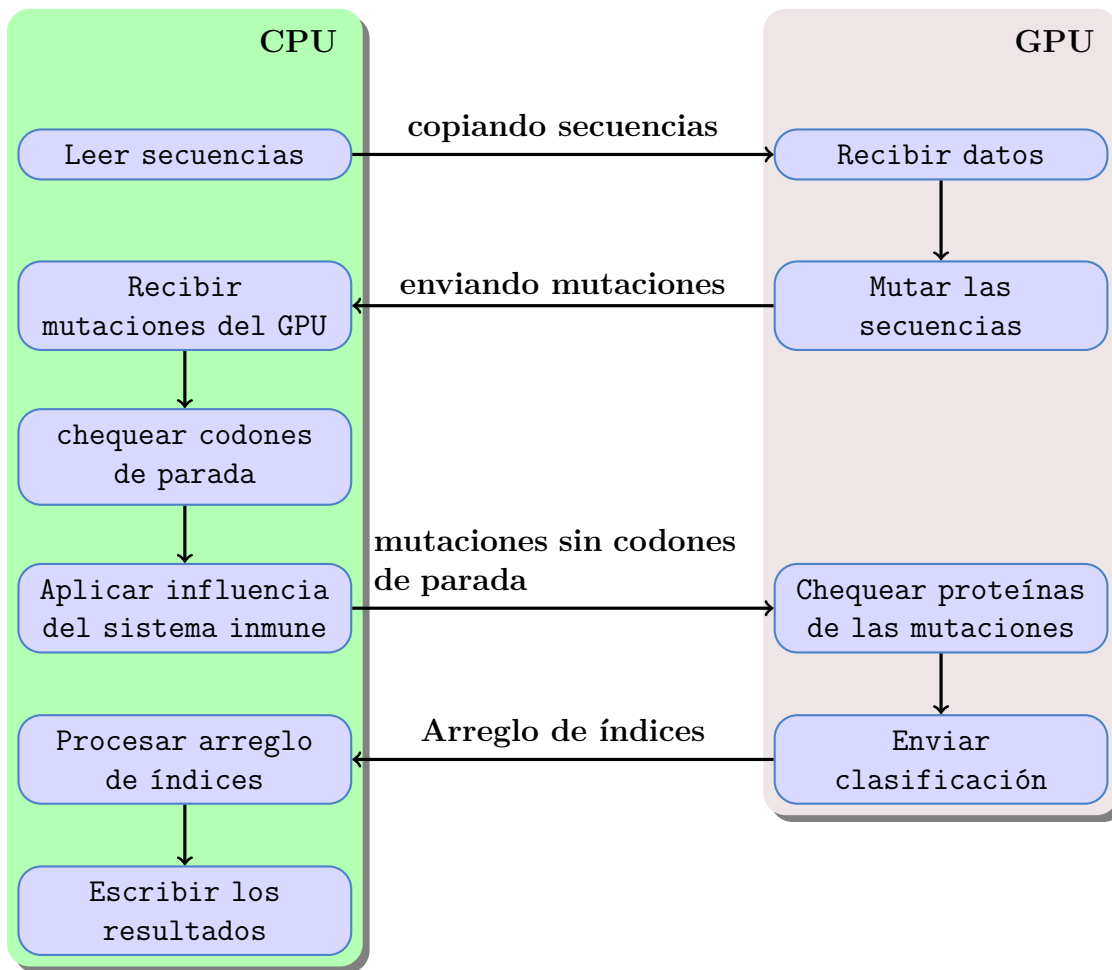 CPU
GPU
Leer secuencias
copiando secuencias
Recibir datos
Recibir
mutaciones del GPU
enviando mutaciones
Mutar las
secuencias
chequear codones
de parada
Aplicar influencia
del sistema inmune
mutaciones sin codones
de parada
Chequear proteínas
de las mutaciones
Procesar arreglo
de índices
Arreglo de índices
Enviar
clasificación
Escribir los
resultados